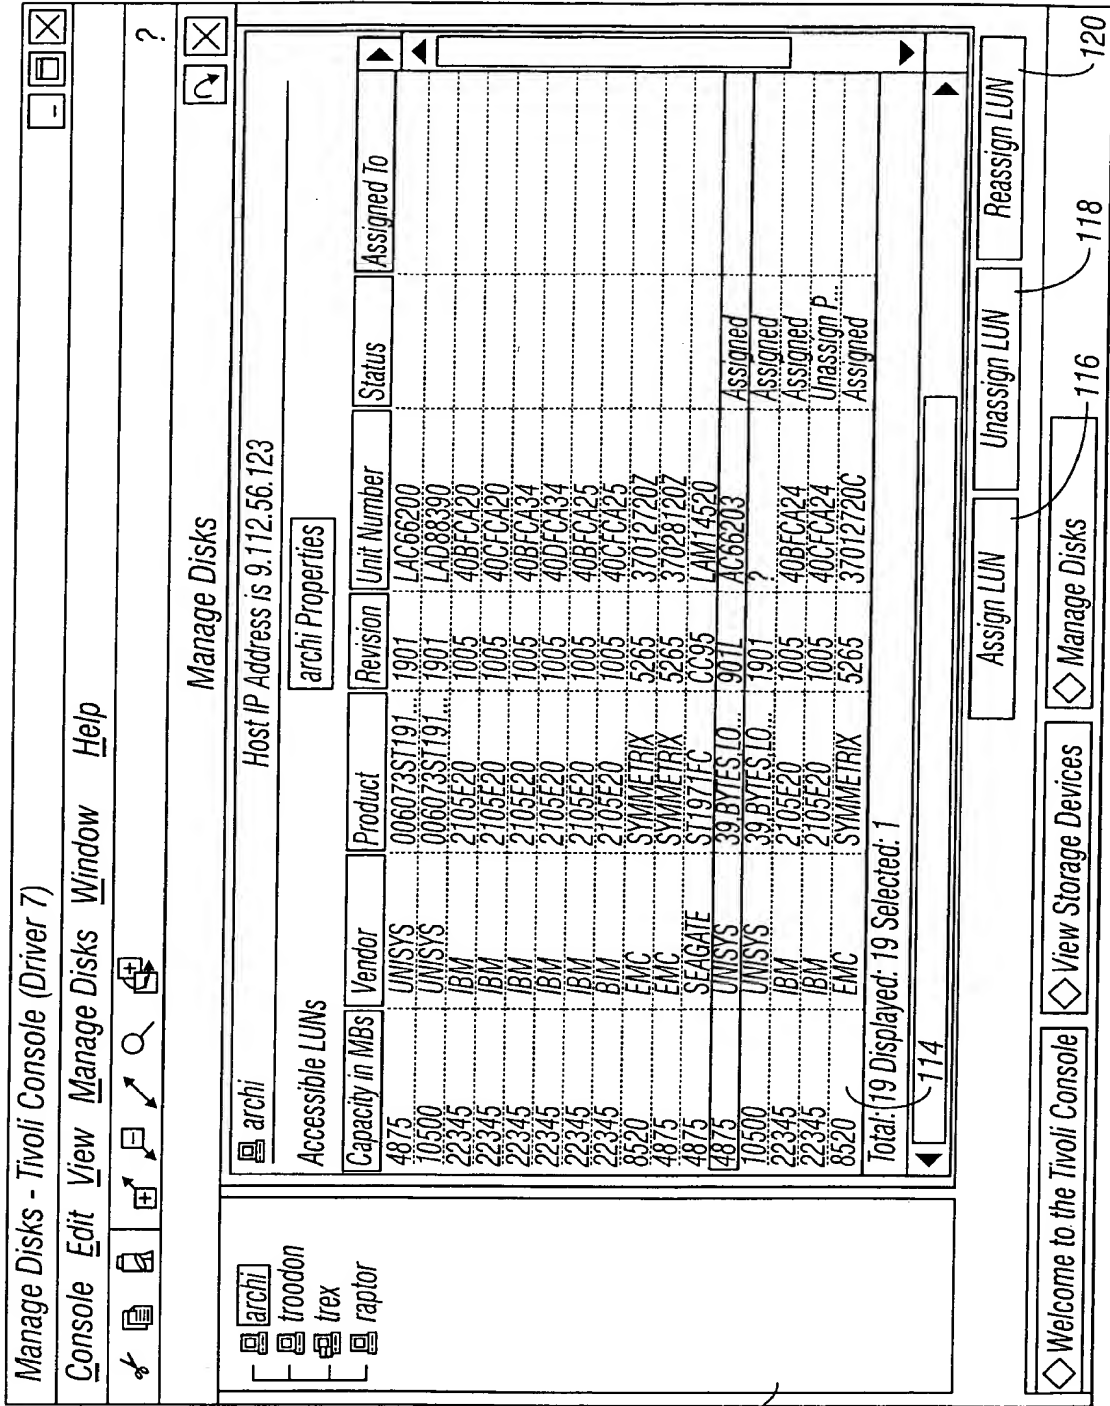 Manage Disks - Tivoli Console (Driver 7)
Console Edit View Manage Disks Window Help
?
Manage Disks
archi
troodon
trex
raptor
archi
Host IP Address is 9.112.56.123
archi Properties
Accessible LUNs
Capacity in MBs Vendor Product Revision Unit Number Status Assigned To
4875 UNISYS 006073ST191... 1901 LAC66200
10500 UNISYS 006073ST191... 1901 LAD88390
22345 IBM 2105E20 1005 40BFCA20
22345 IBM 2105E20 1005 40CFCA20
22345 IBM 2105E20 1005 40BFCA34
22345 IBM 2105E20 1005 40DFCA34
22345 IBM 2105E20 1005 40BFCA25
22345 BIM 2105E20 1005 40CFCA25
8520 EMC SYMMETRIX 5265 37012720Z
4875 EMC SYMMETRIX 5265 37028120Z
4875 SEAGATE ST1971FC CC95 LAM14520
4875 UNISYS 39.BYTES.LO... 901L AC66203 Assigned
10500 UNISYS 39.BYTES.LO... 1901 ? Assigned
22345 IBM 2105E20 1005 40BFCA24 Assigned
22345 IBM 2105E20 1005 40CFCA24 Unassign P...
8520 EMC SYMMETRIX 5265 37012720C Assigned
Total: 19 Displayed: 19 Selected: 1
114
Assign LUN Unassign LUN Reassign LUN
116 118 120
Welcome to the Tivoli Console View Storage Devices Manage Disks